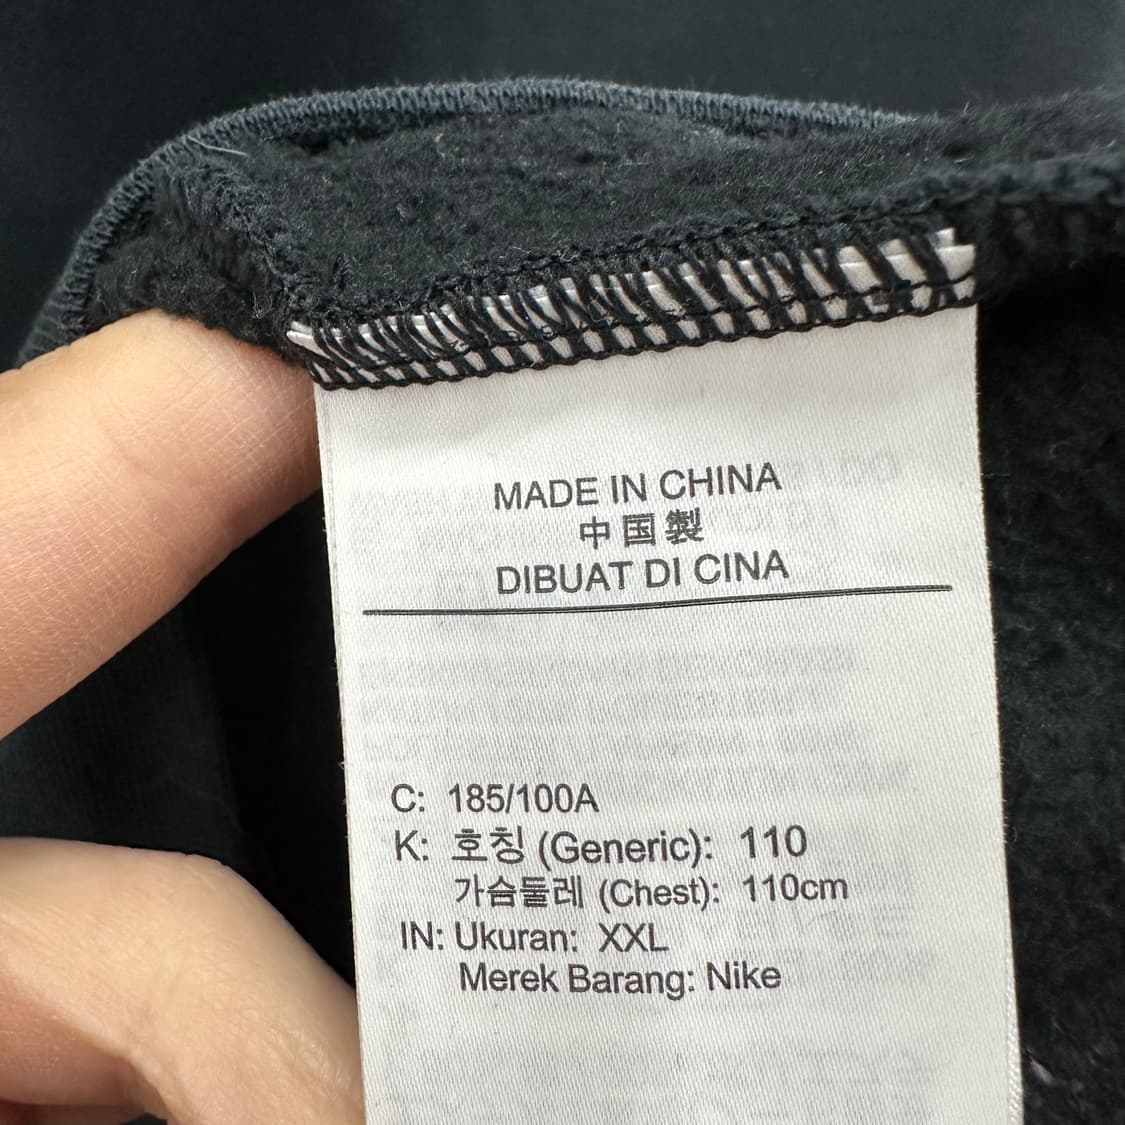 MADE IN CHINA
中国製
DIBUAT DI CINA
C: 185/100A
K: 호칭 (Generic): 110
가슴둘레 (Chest): 110cm
IN: Ukuran: XXL
Merek Barang: Nike